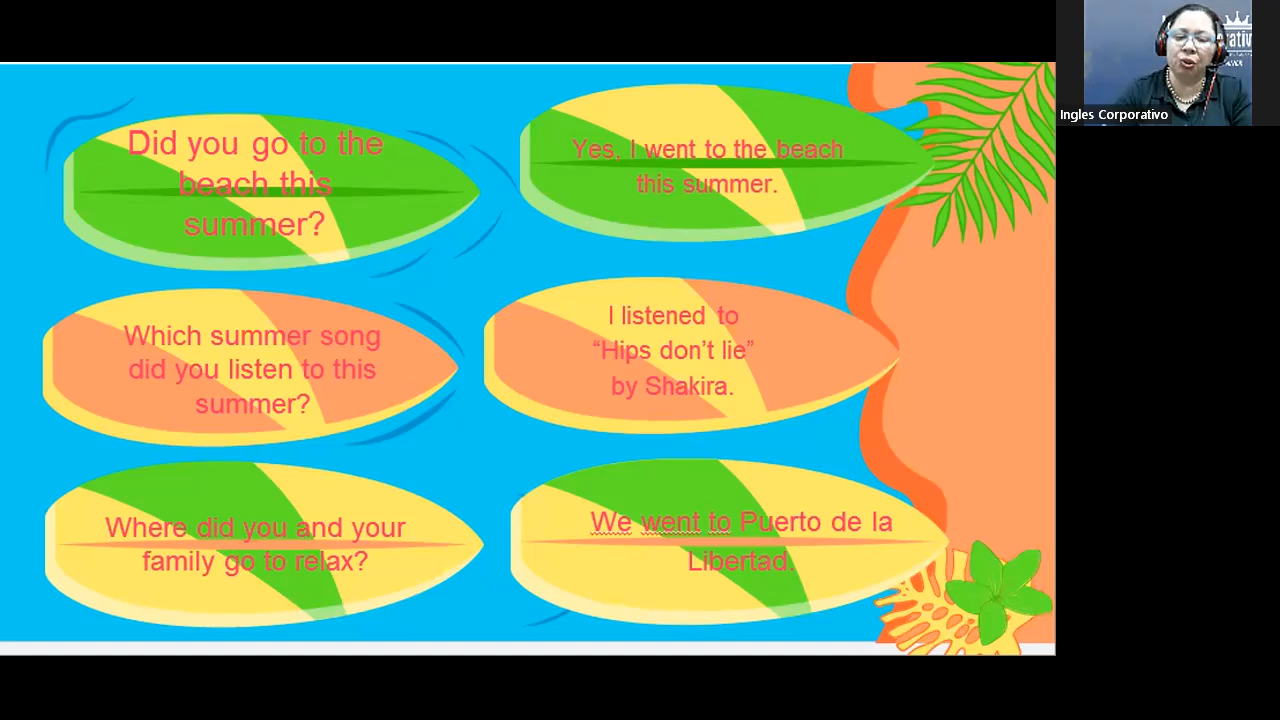 Did you go to the
beach this
summer?
Yes. I went to the beach
this summer.
Which summer song
did you listen to this
summer?
I listened to
“Hips don’t lie”
by Shakira.
Where did you and your
family go to relax?
We went to Puerto de la
Libertad.
Ingles Corporativo